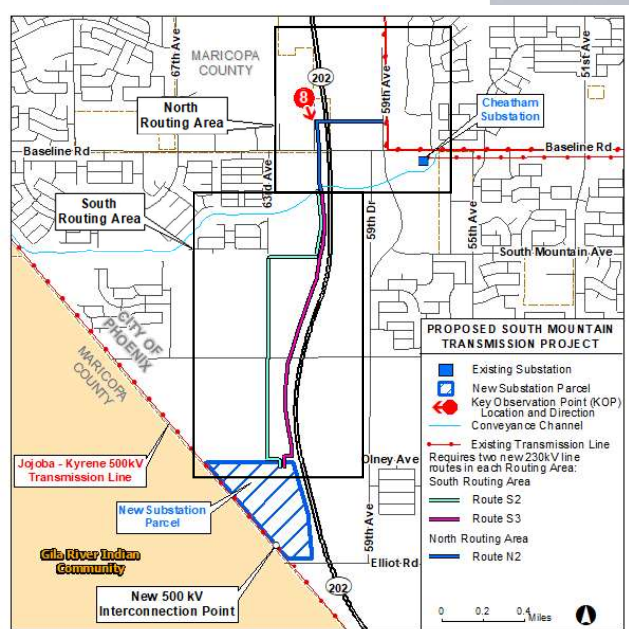 67th Ave
MARICOPA
COUNTY
202
8
59th Ave
51st Ave
North
Routing Area
Cheatham
Substation
Baseline Rd
Baseline Rd
63rd Ave
South
Routing Area
59th Dr
55th Ave
South Mountain Ave
CITY OF
PHOENIX
MARICOPA
COUNTY
Jojoba - Kyrene 500kV
Transmission Line
Olney Ave
New Substation
Parcel
59th Ave
Gila River Indian
Community
Elliot Rd
New 500 kV
Interconnection Point
202
PROPOSED SOUTH MOUNTAIN
TRANSMISSION PROJECT
Existing Substation
New Substation Parcel
Key Observation Point (KOP)
Location and Direction
Conveyance Channel
Existing Transmission Line
Requires two new 230kV line
routes in each Routing Area:
South Routing Area
Route S2
Route S3
North Routing Area
Route N2
0 0.2 0.4
Miles